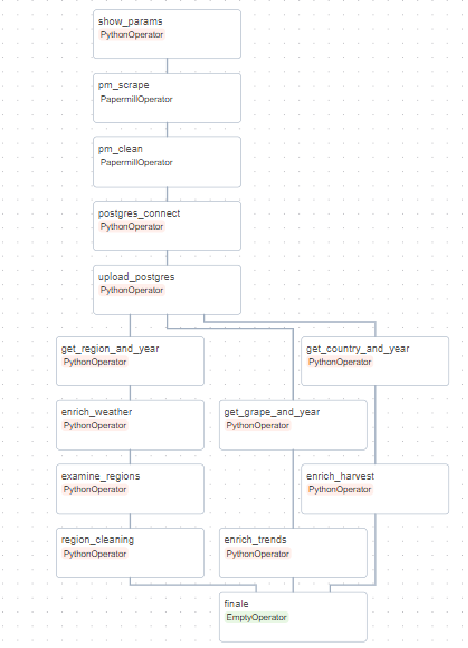 show_params
PythonOperator
pm_scrape
PapermillOperator
pm_clean
PapermillOperator
postgres_connect
PythonOperator
upload_postgres
PythonOperator
get_region_and_year
PythonOperator
get_country_and_year
PythonOperator
enrich_weather
PythonOperator
get_grape_and_year
PythonOperator
examine_regions
PythonOperator
enrich_harvest
PythonOperator
region_cleaning
PythonOperator
enrich_trends
PythonOperator
finale
EmptyOperator